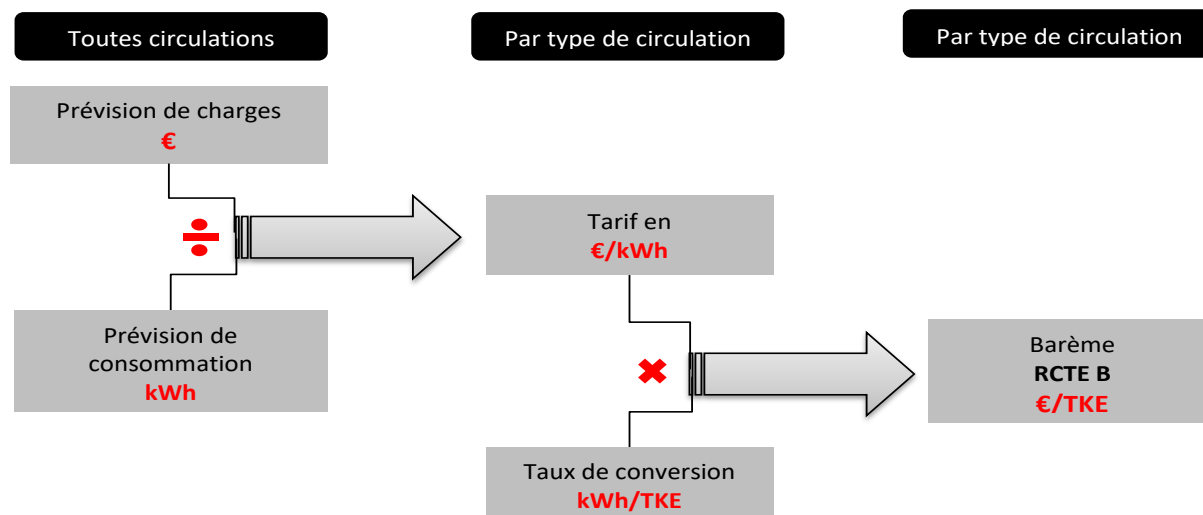 Toutes circulations
Par type de circulation
Par type de circulation
Prévision de charges
€
Tarif en
€/kWh
Prévision de
consommation
kWh
Barème
RCTE B
€/TKE
Taux de conversion
kWh/TKE